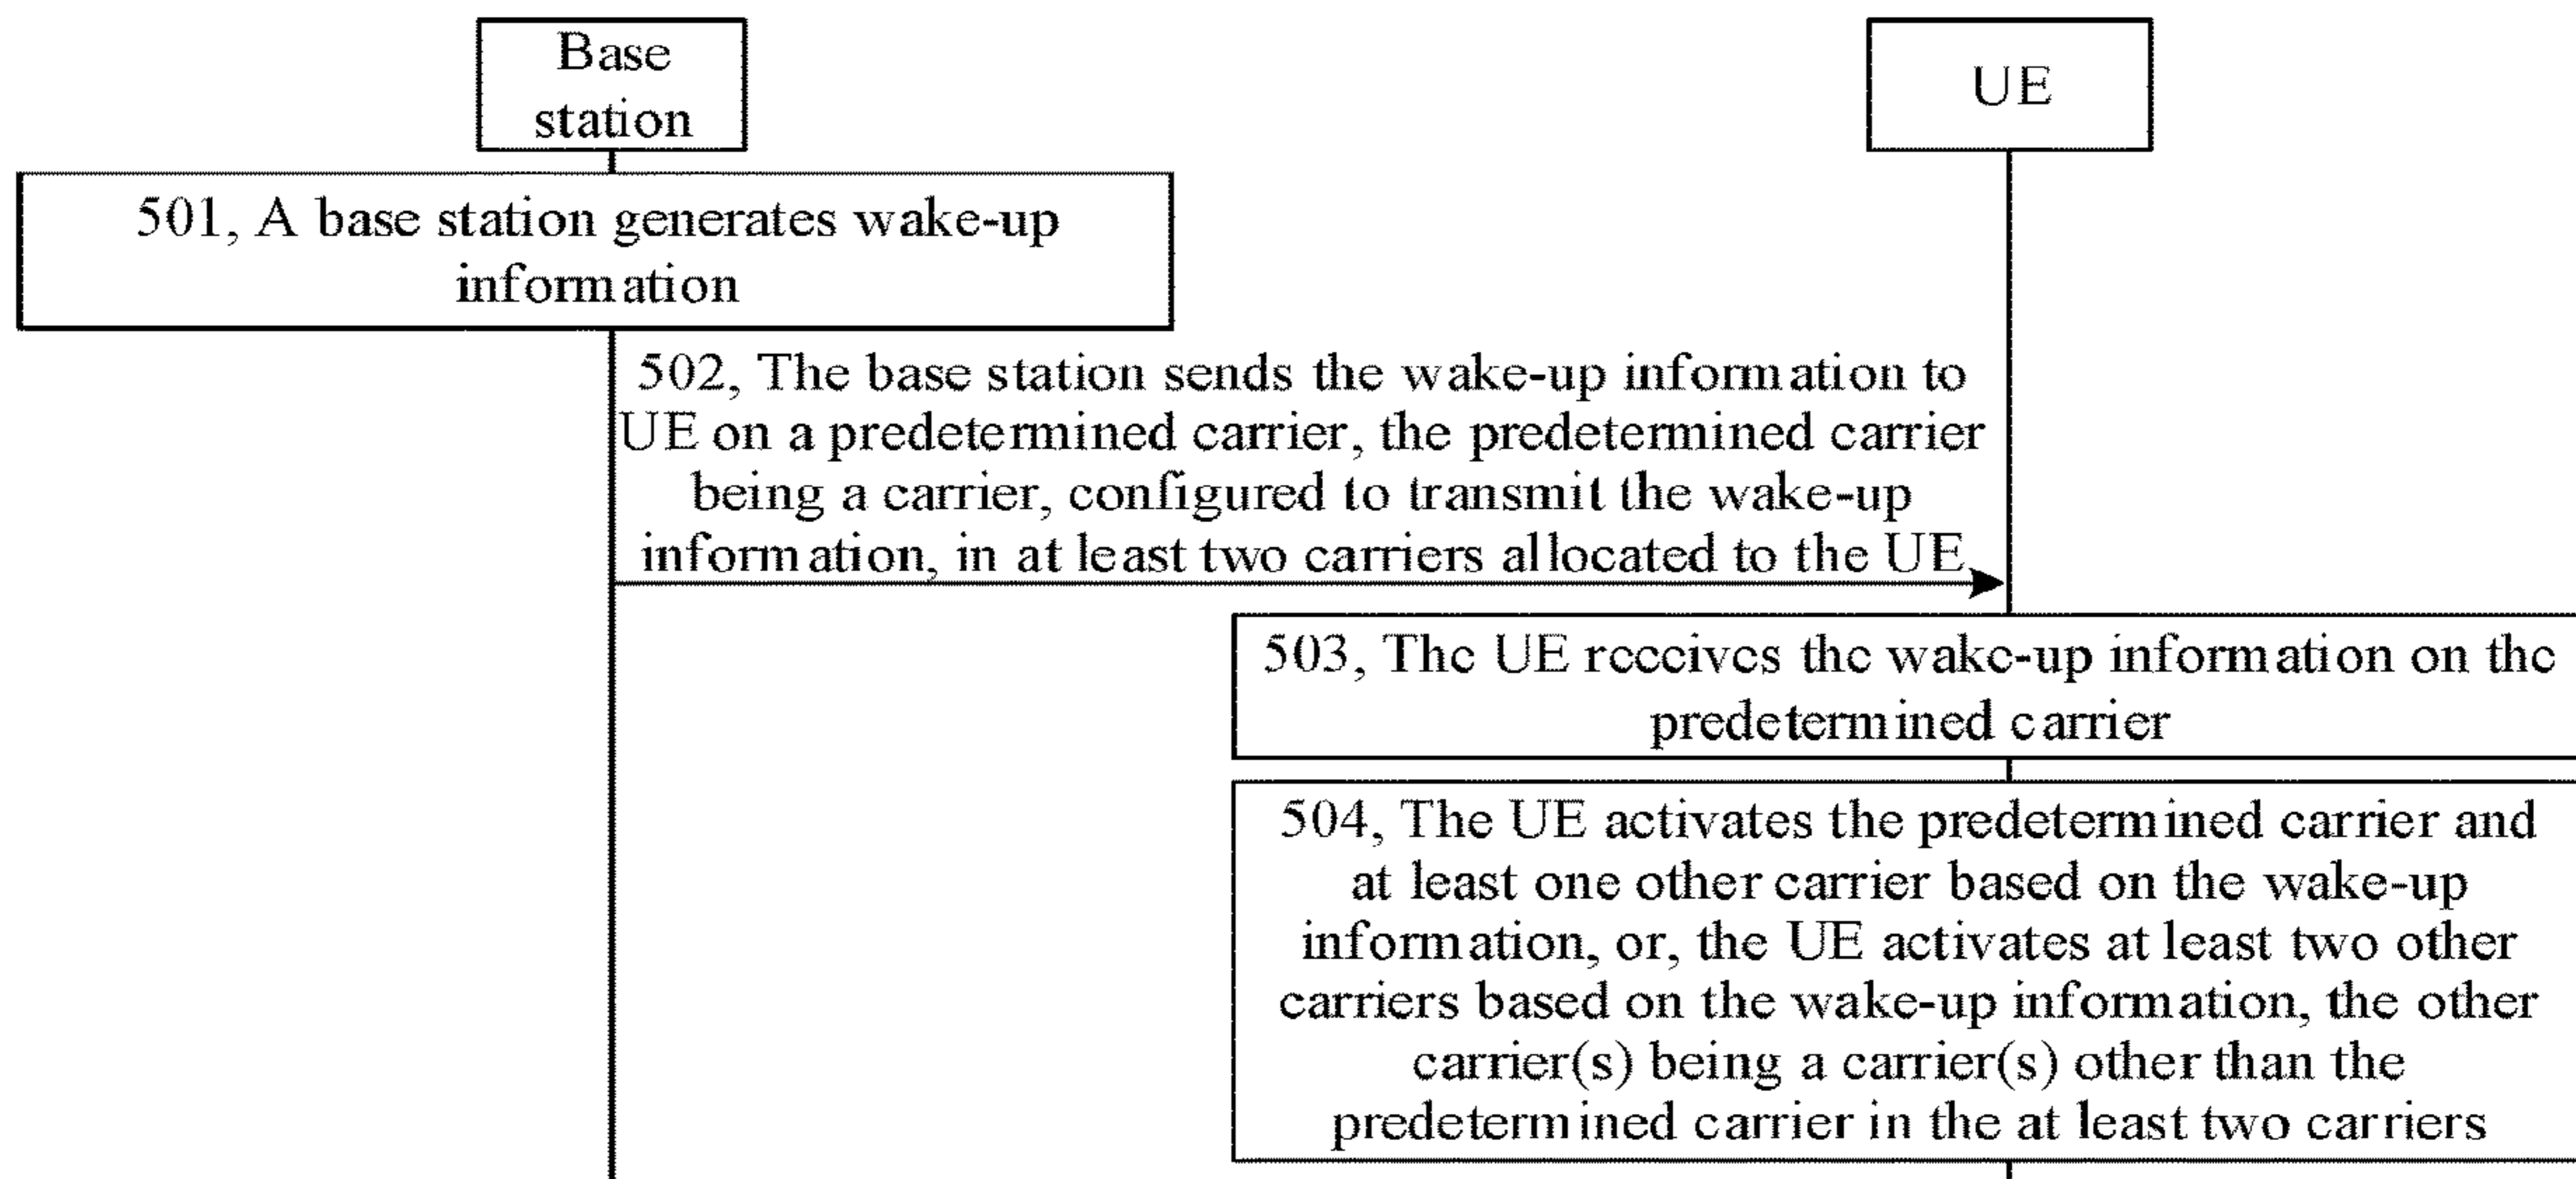 Base
station
UE
501, A base station generates wake-up
information
502, The base station sends the wake-up information to
UE on a predetermined carrier, the predetermined carrier
being a carrier, configured to transmit the wake-up
information, in at least two carriers allocated to the UE
503, The UE receives the wake-up information on the
predetermined carrier
504, The UE activates the predetermined carrier and
at least one other carrier based on the wake-up
information, or, the UE activates at least two other
carriers based on the wake-up information, the other
carrier(s) being a carrier(s) other than the
predetermined carrier in the at least two carriers